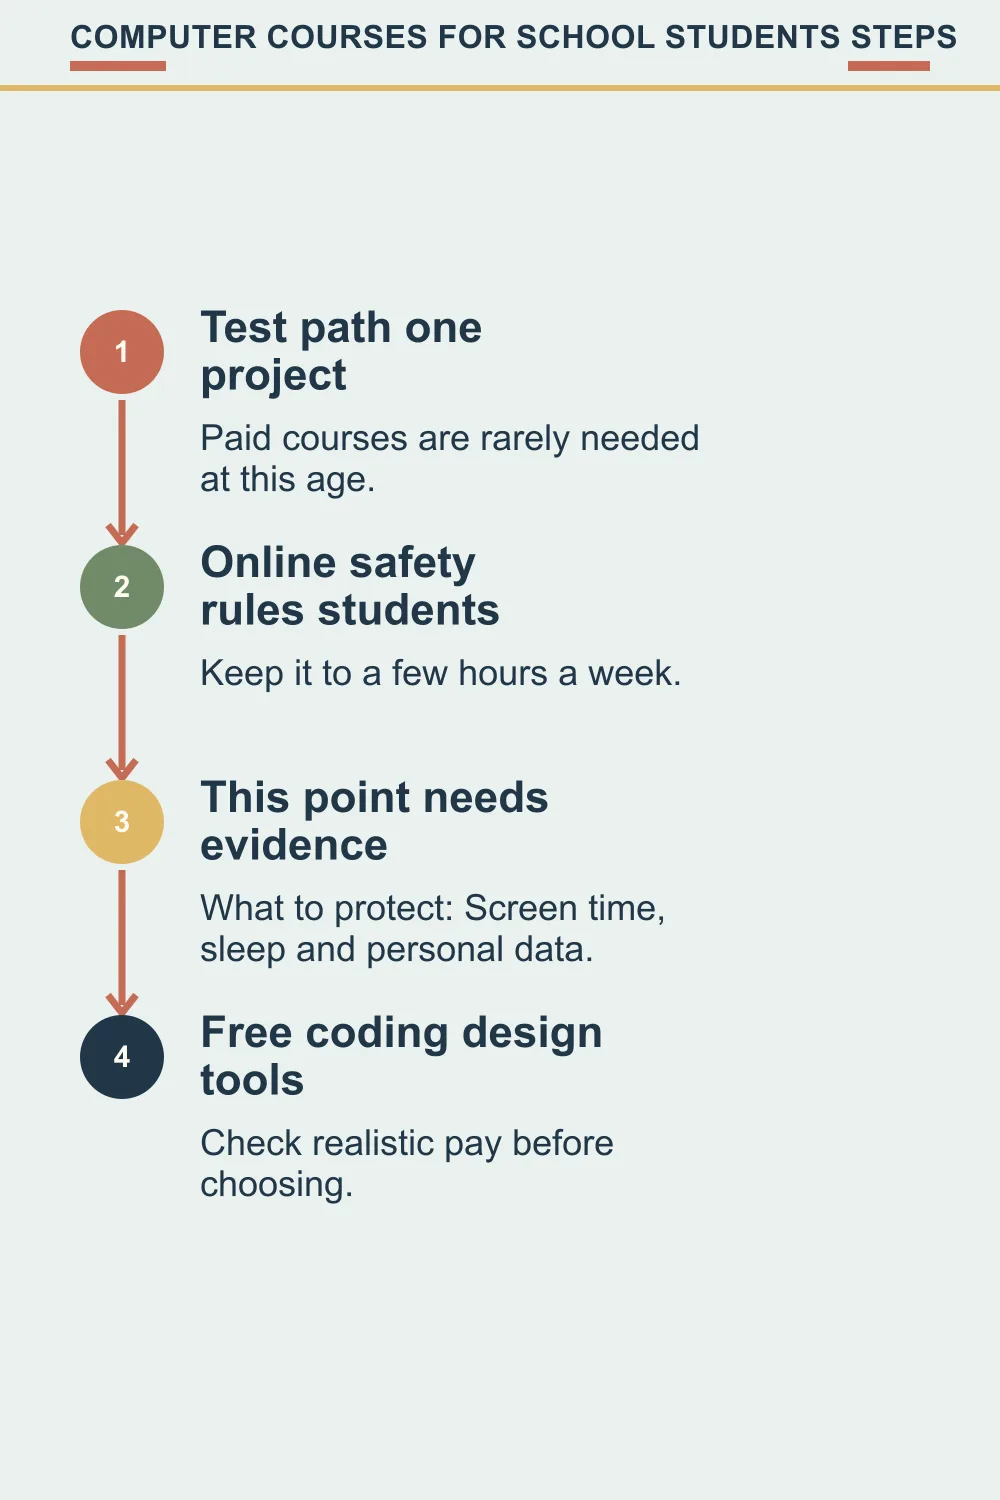 COMPUTER COURSES FOR SCHOOL STUDENTS STEPS
1
Test path one
project
Paid courses are rarely needed
at this age.
2
Online safety
rules students
Keep it to a few hours a week.
3
This point needs
evidence
What to protect: Screen time,
sleep and personal data.
4
Free coding design
tools
Check realistic pay before
choosing.